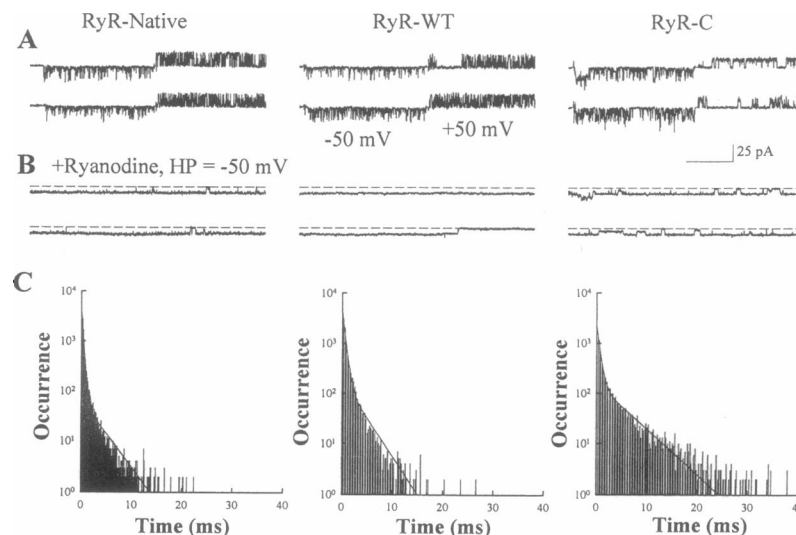 RyR-Native RyR-WT RyR-C
A
-50 mV +50 mV
25 pA
B +Ryanodine, HP = -50 mV
C
Occurrence Occurrence Occurrence
10⁴ 10⁴ 10⁴
10³ 10³ 10³
10² 10² 10²
10¹ 10¹ 10¹
10⁰ 10⁰ 10⁰
0 10 20 30 40 0 10 20 30 40 0 10 20 30 40
Time (ms) Time (ms) Time (ms)